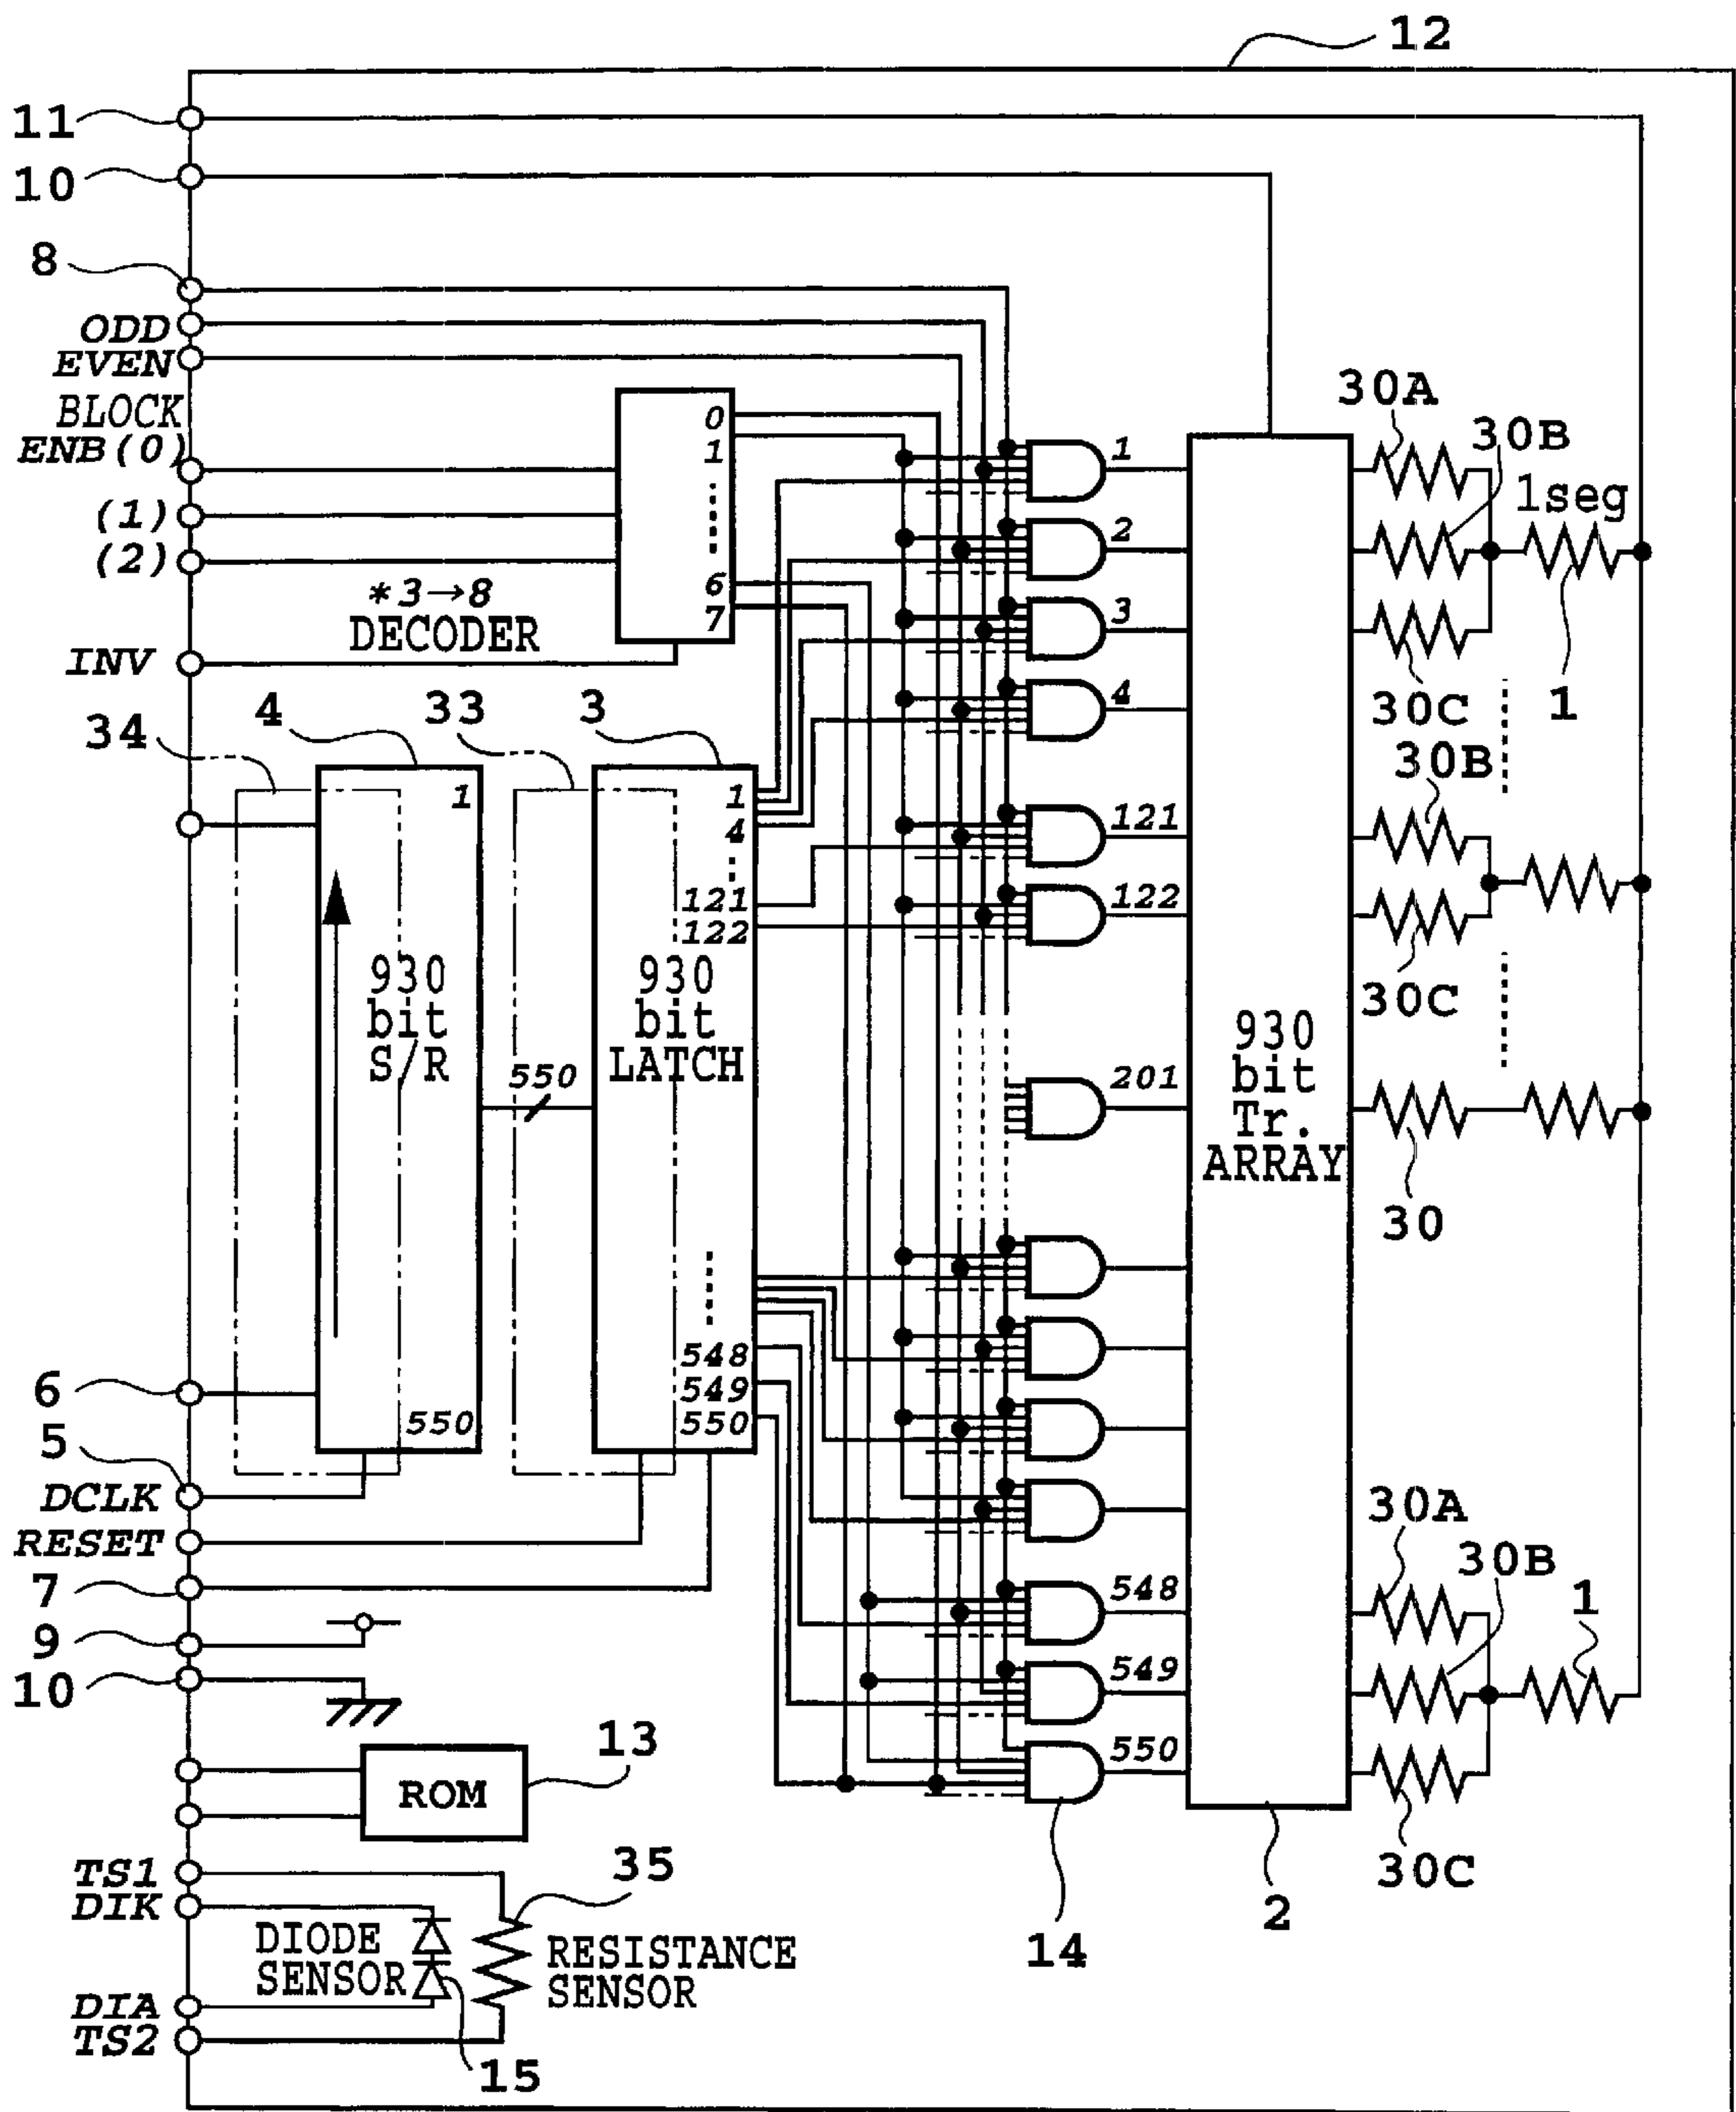 12
11
10
8
ODD
EVEN
BLOCK
ENB(0)
(1)
(2)
INV
0
1
6
7
*3→8
DECODER
1
2
3
4
121
122
201
548
549
550
30A
30B
1seg
30C
1
30B
30C
30
30A
30B
1
30C
34
4
33
3
1
930
bit
S/R
550
550
1
4
121
122
930
bit
LATCH
548
549
550
930
bit
Tr.
ARRAY
6
5
DCLK
RESET
7
9
10
ROM
13
TS1
DIK
DIODE
SENSOR
DIA
TS2
35
RESISTANCE
SENSOR
15
14
2